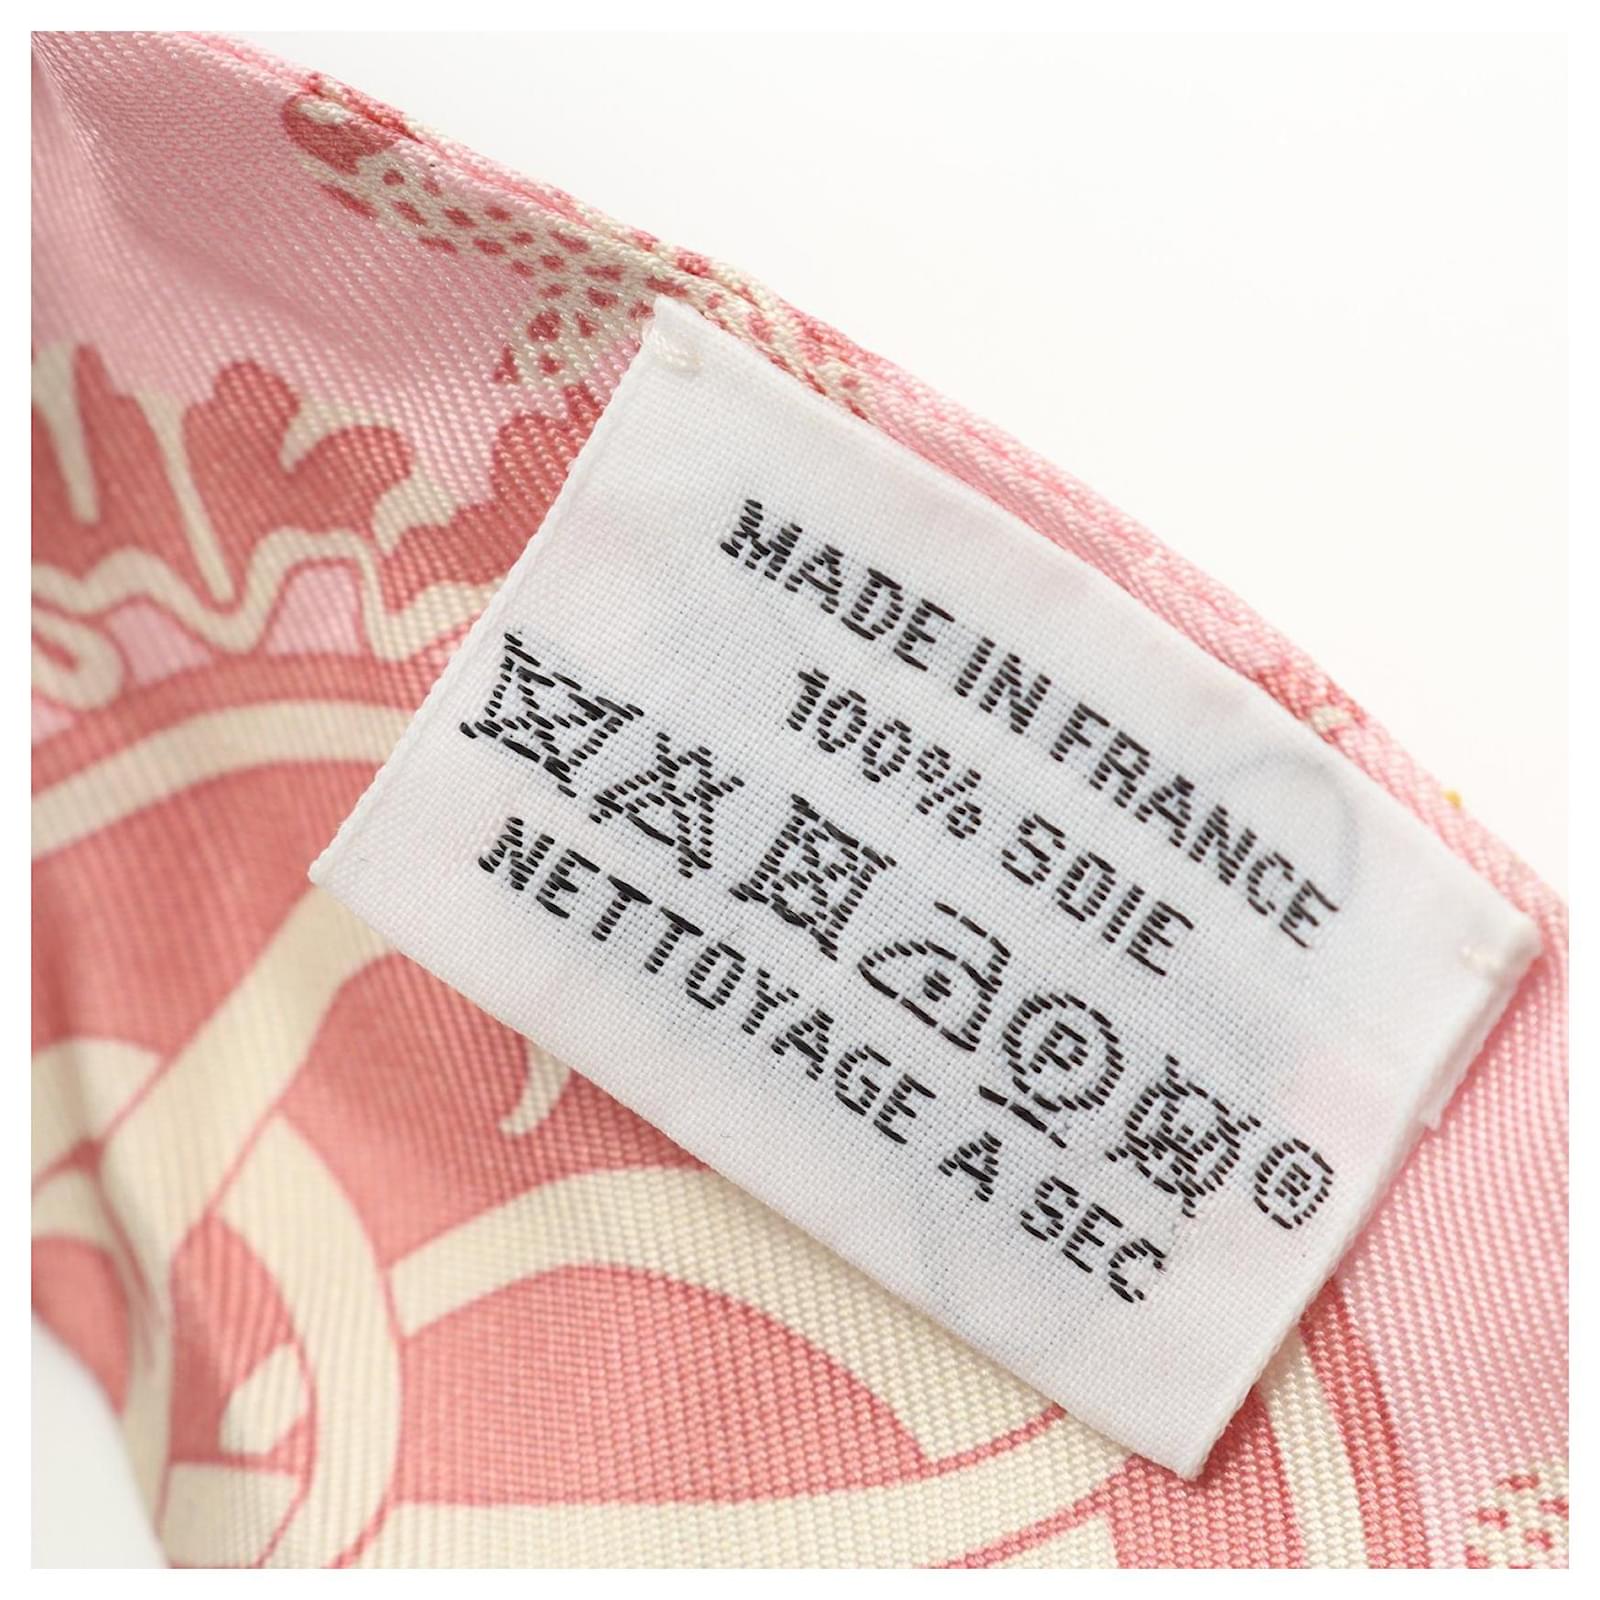 MADE IN FRANCE
100% SOIE
P W ®
NETTOYAGE A SEC